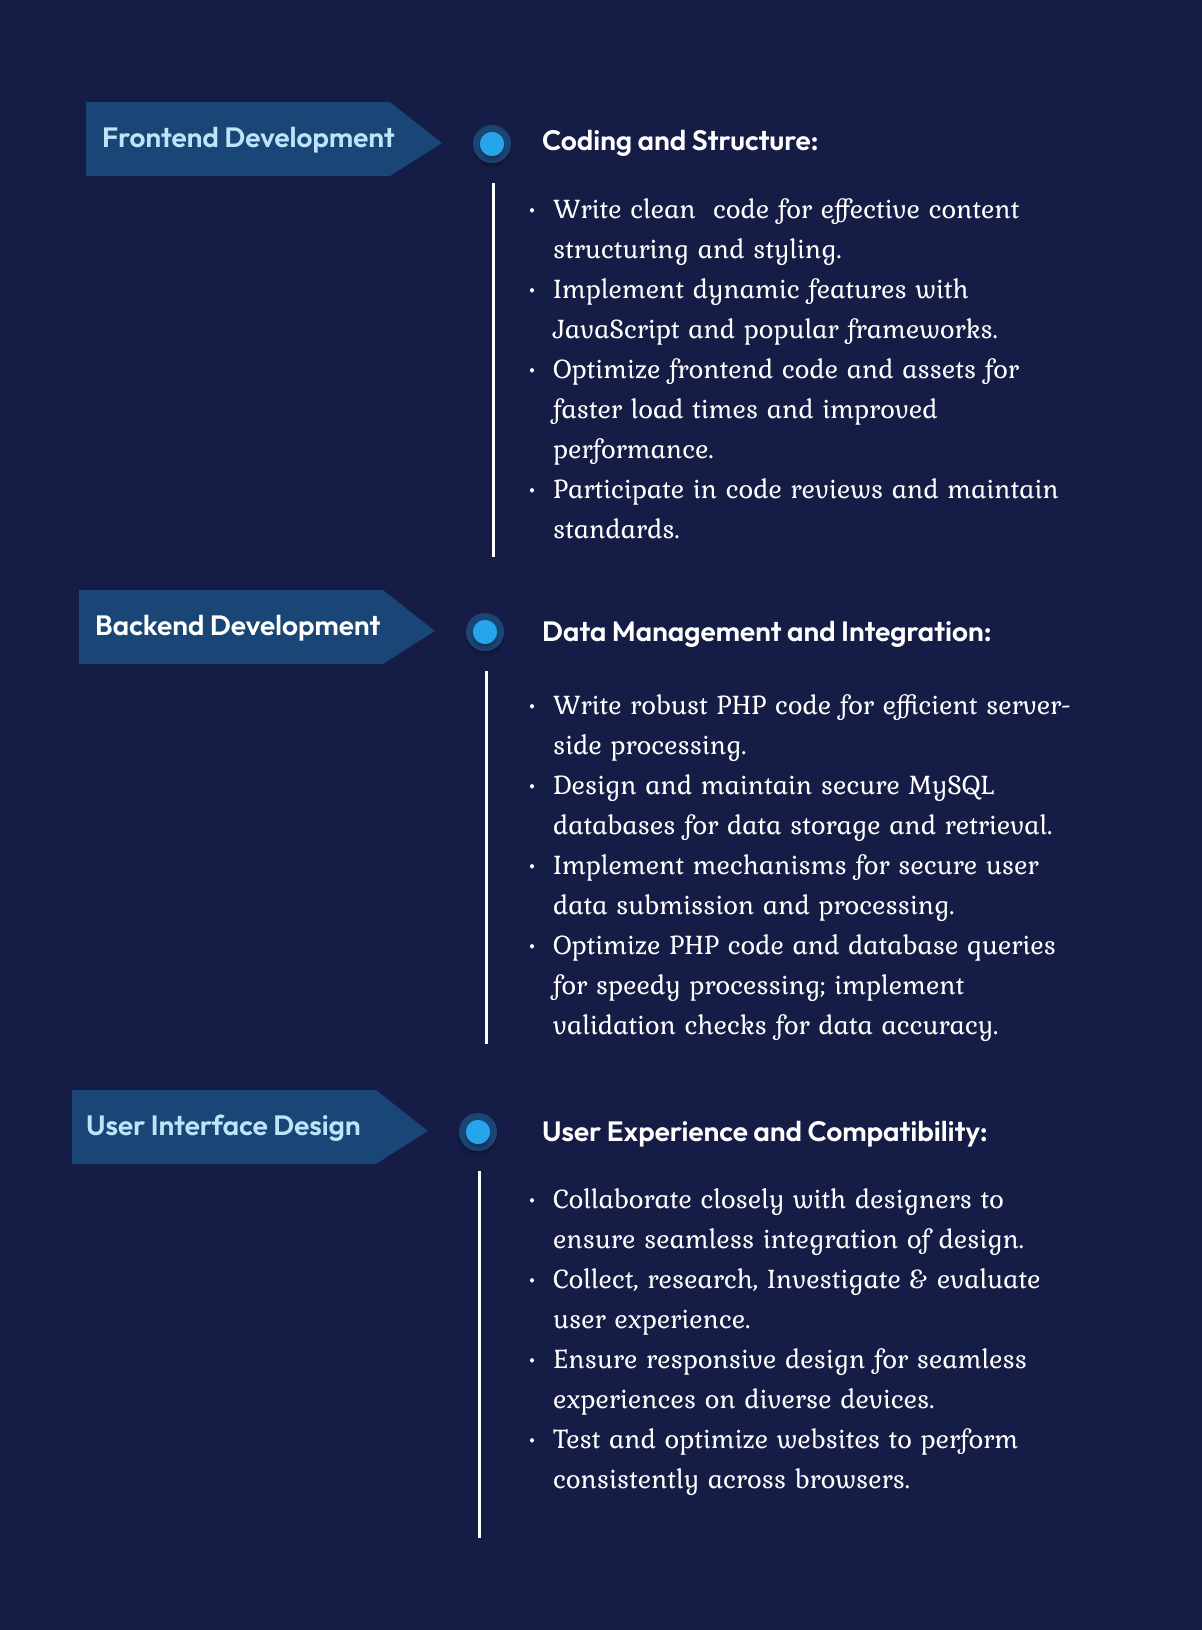 Frontend Development
Coding and Structure:
• Write clean  code for effective content
structuring and styling.
• Implement dynamic features with
JavaScript and popular frameworks.
• Optimize frontend code and assets for
faster load times and improved
performance.
• Participate in code reviews and maintain
standards.
Backend Development
Data Management and Integration:
• Write robust PHP code for efficient server-
side processing.
• Design and maintain secure MySQL
databases for data storage and retrieval.
• Implement mechanisms for secure user
data submission and processing.
• Optimize PHP code and database queries
for speedy processing; implement
validation checks for data accuracy.
User Interface Design
User Experience and Compatibility:
• Collaborate closely with designers to
ensure seamless integration of design.
• Collect, research, Investigate & evaluate
user experience.
• Ensure responsive design for seamless
experiences on diverse devices.
• Test and optimize websites to perform
consistently across browsers.